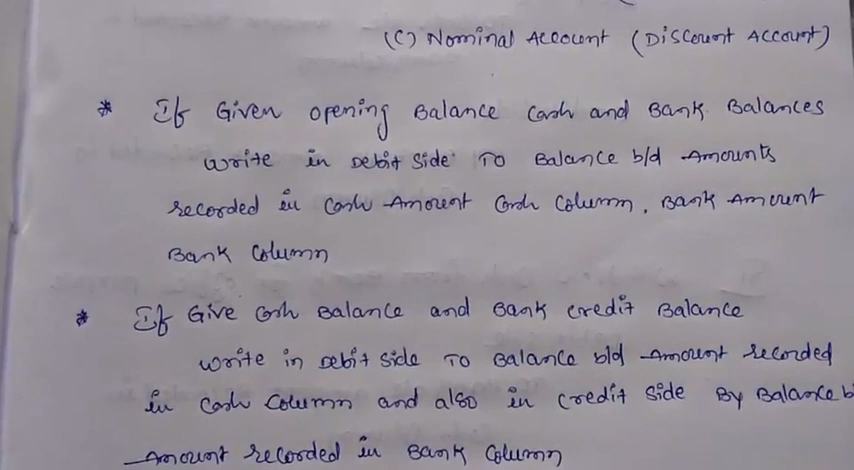 (C) Nominal Account (Discount Account)
* If Given opening Balance Cash and Bank Balances
write in Debit Side To Balance b/d Amounts
recorded in Cash Amount Cash Column, Bank Amount
Bank Column
* If Give Cash Balance and Bank credit Balance
write in Debit Side To Balance b/d Amount recorded
in Cash Column and also in credit Side By Balance b
Amount recorded in Bank Column